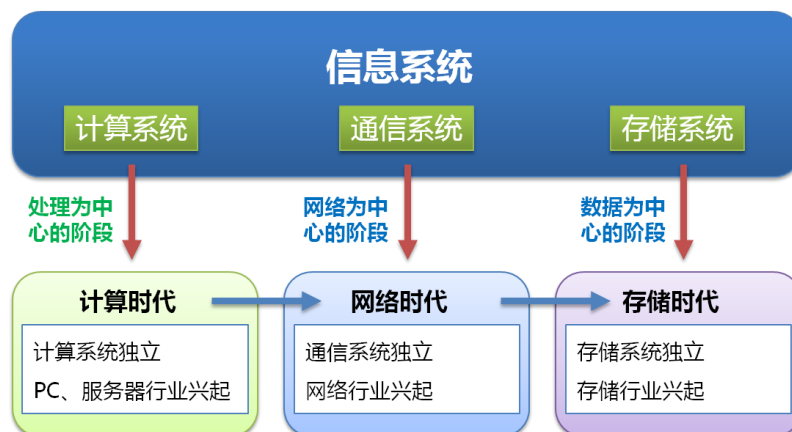 信息系统
计算系统
通信系统
存储系统
处理为中
心的阶段
网络为中
心的阶段
数据为中
心的阶段
计算时代
计算系统独立
PC、服务器行业兴起
网络时代
通信系统独立
网络行业兴起
存储时代
存储系统独立
存储行业兴起